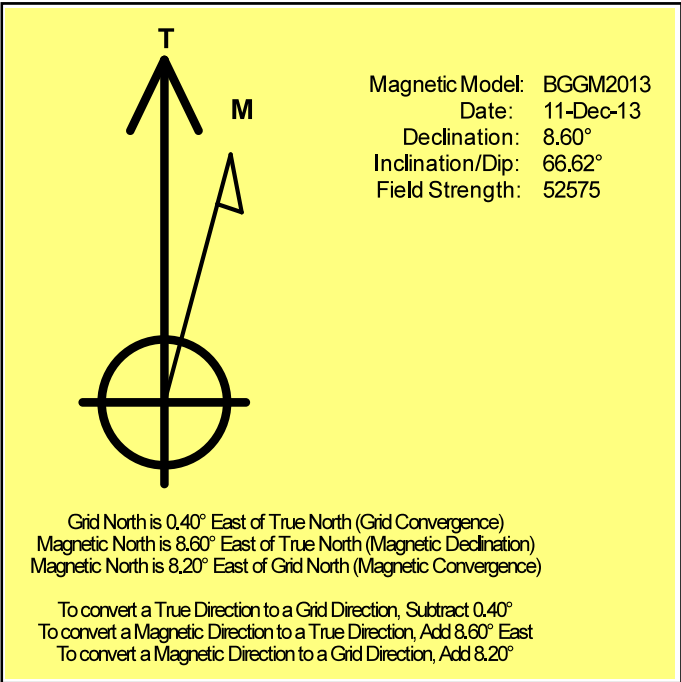 T
M
Magnetic Model: BGGM2013
Date: 11-Dec-13
Declination: 8.60°
Inclination/Dip: 66.62°
Field Strength: 52575
Grid North is 0.40° East of True North (Grid Convergence)
Magnetic North is 8.60° East of True North (Magnetic Declination)
Magnetic North is 8.20° East of Grid North (Magnetic Convergence)
To convert a True Direction to a Grid Direction, Subtract 0.40°
To convert a Magnetic Direction to a True Direction, Add 8.60° East
To convert a Magnetic Direction to a Grid Direction, Add 8.20°